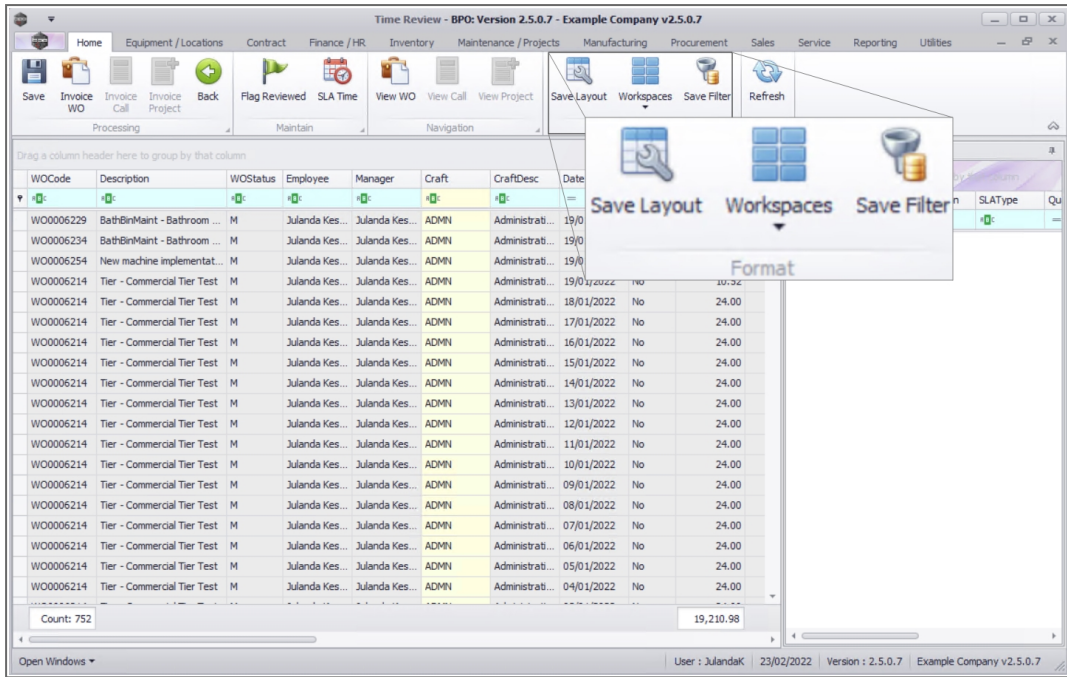 Time Review - BPO: Version 2.5.0.7 - Example Company v2.5.0.7
Home Equipment / Locations Contract Finance / HR Inventory Maintenance / Projects Manufacturing Procurement Sales Service Reporting Utilities
Save Invoice WO Invoice Call Invoice Project Back Flag Reviewed SLA Time View WO View Call View Project Save Layout Workspaces Save Filter Refresh
Processing Maintain Navigation
Save Layout Workspaces Save Filter
Format
Drag a column header here to group by that column
WOCode Description WOStatus Employee Manager Craft CraftDesc Date SLAType Qu
WO0006229 BathBinMaint - Bathroom ... M Julanda Kes... Julanda Kes... ADMN Administrati... 19/0
WO0006234 BathBinMaint - Bathroom ... M Julanda Kes... Julanda Kes... ADMN Administrati... 19/0
WO0006254 New machine implementat... M Julanda Kes... Julanda Kes... ADMN Administrati... 19/0
WO0006214 Tier - Commercial Tier Test M Julanda Kes... Julanda Kes... ADMN Administrati... 19/01/2022 No 10.52
WO0006214 Tier - Commercial Tier Test M Julanda Kes... Julanda Kes... ADMN Administrati... 18/01/2022 No 24.00
WO0006214 Tier - Commercial Tier Test M Julanda Kes... Julanda Kes... ADMN Administrati... 17/01/2022 No 24.00
WO0006214 Tier - Commercial Tier Test M Julanda Kes... Julanda Kes... ADMN Administrati... 16/01/2022 No 24.00
WO0006214 Tier - Commercial Tier Test M Julanda Kes... Julanda Kes... ADMN Administrati... 15/01/2022 No 24.00
WO0006214 Tier - Commercial Tier Test M Julanda Kes... Julanda Kes... ADMN Administrati... 14/01/2022 No 24.00
WO0006214 Tier - Commercial Tier Test M Julanda Kes... Julanda Kes... ADMN Administrati... 13/01/2022 No 24.00
WO0006214 Tier - Commercial Tier Test M Julanda Kes... Julanda Kes... ADMN Administrati... 12/01/2022 No 24.00
WO0006214 Tier - Commercial Tier Test M Julanda Kes... Julanda Kes... ADMN Administrati... 11/01/2022 No 24.00
WO0006214 Tier - Commercial Tier Test M Julanda Kes... Julanda Kes... ADMN Administrati... 10/01/2022 No 24.00
WO0006214 Tier - Commercial Tier Test M Julanda Kes... Julanda Kes... ADMN Administrati... 09/01/2022 No 24.00
WO0006214 Tier - Commercial Tier Test M Julanda Kes... Julanda Kes... ADMN Administrati... 08/01/2022 No 24.00
WO0006214 Tier - Commercial Tier Test M Julanda Kes... Julanda Kes... ADMN Administrati... 07/01/2022 No 24.00
WO0006214 Tier - Commercial Tier Test M Julanda Kes... Julanda Kes... ADMN Administrati... 06/01/2022 No 24.00
WO0006214 Tier - Commercial Tier Test M Julanda Kes... Julanda Kes... ADMN Administrati... 05/01/2022 No 24.00
WO0006214 Tier - Commercial Tier Test M Julanda Kes... Julanda Kes... ADMN Administrati... 04/01/2022 No 24.00
Count: 752 19,210.98
Open Windows User : JulandaK 23/02/2022 Version : 2.5.0.7 Example Company v2.5.0.7